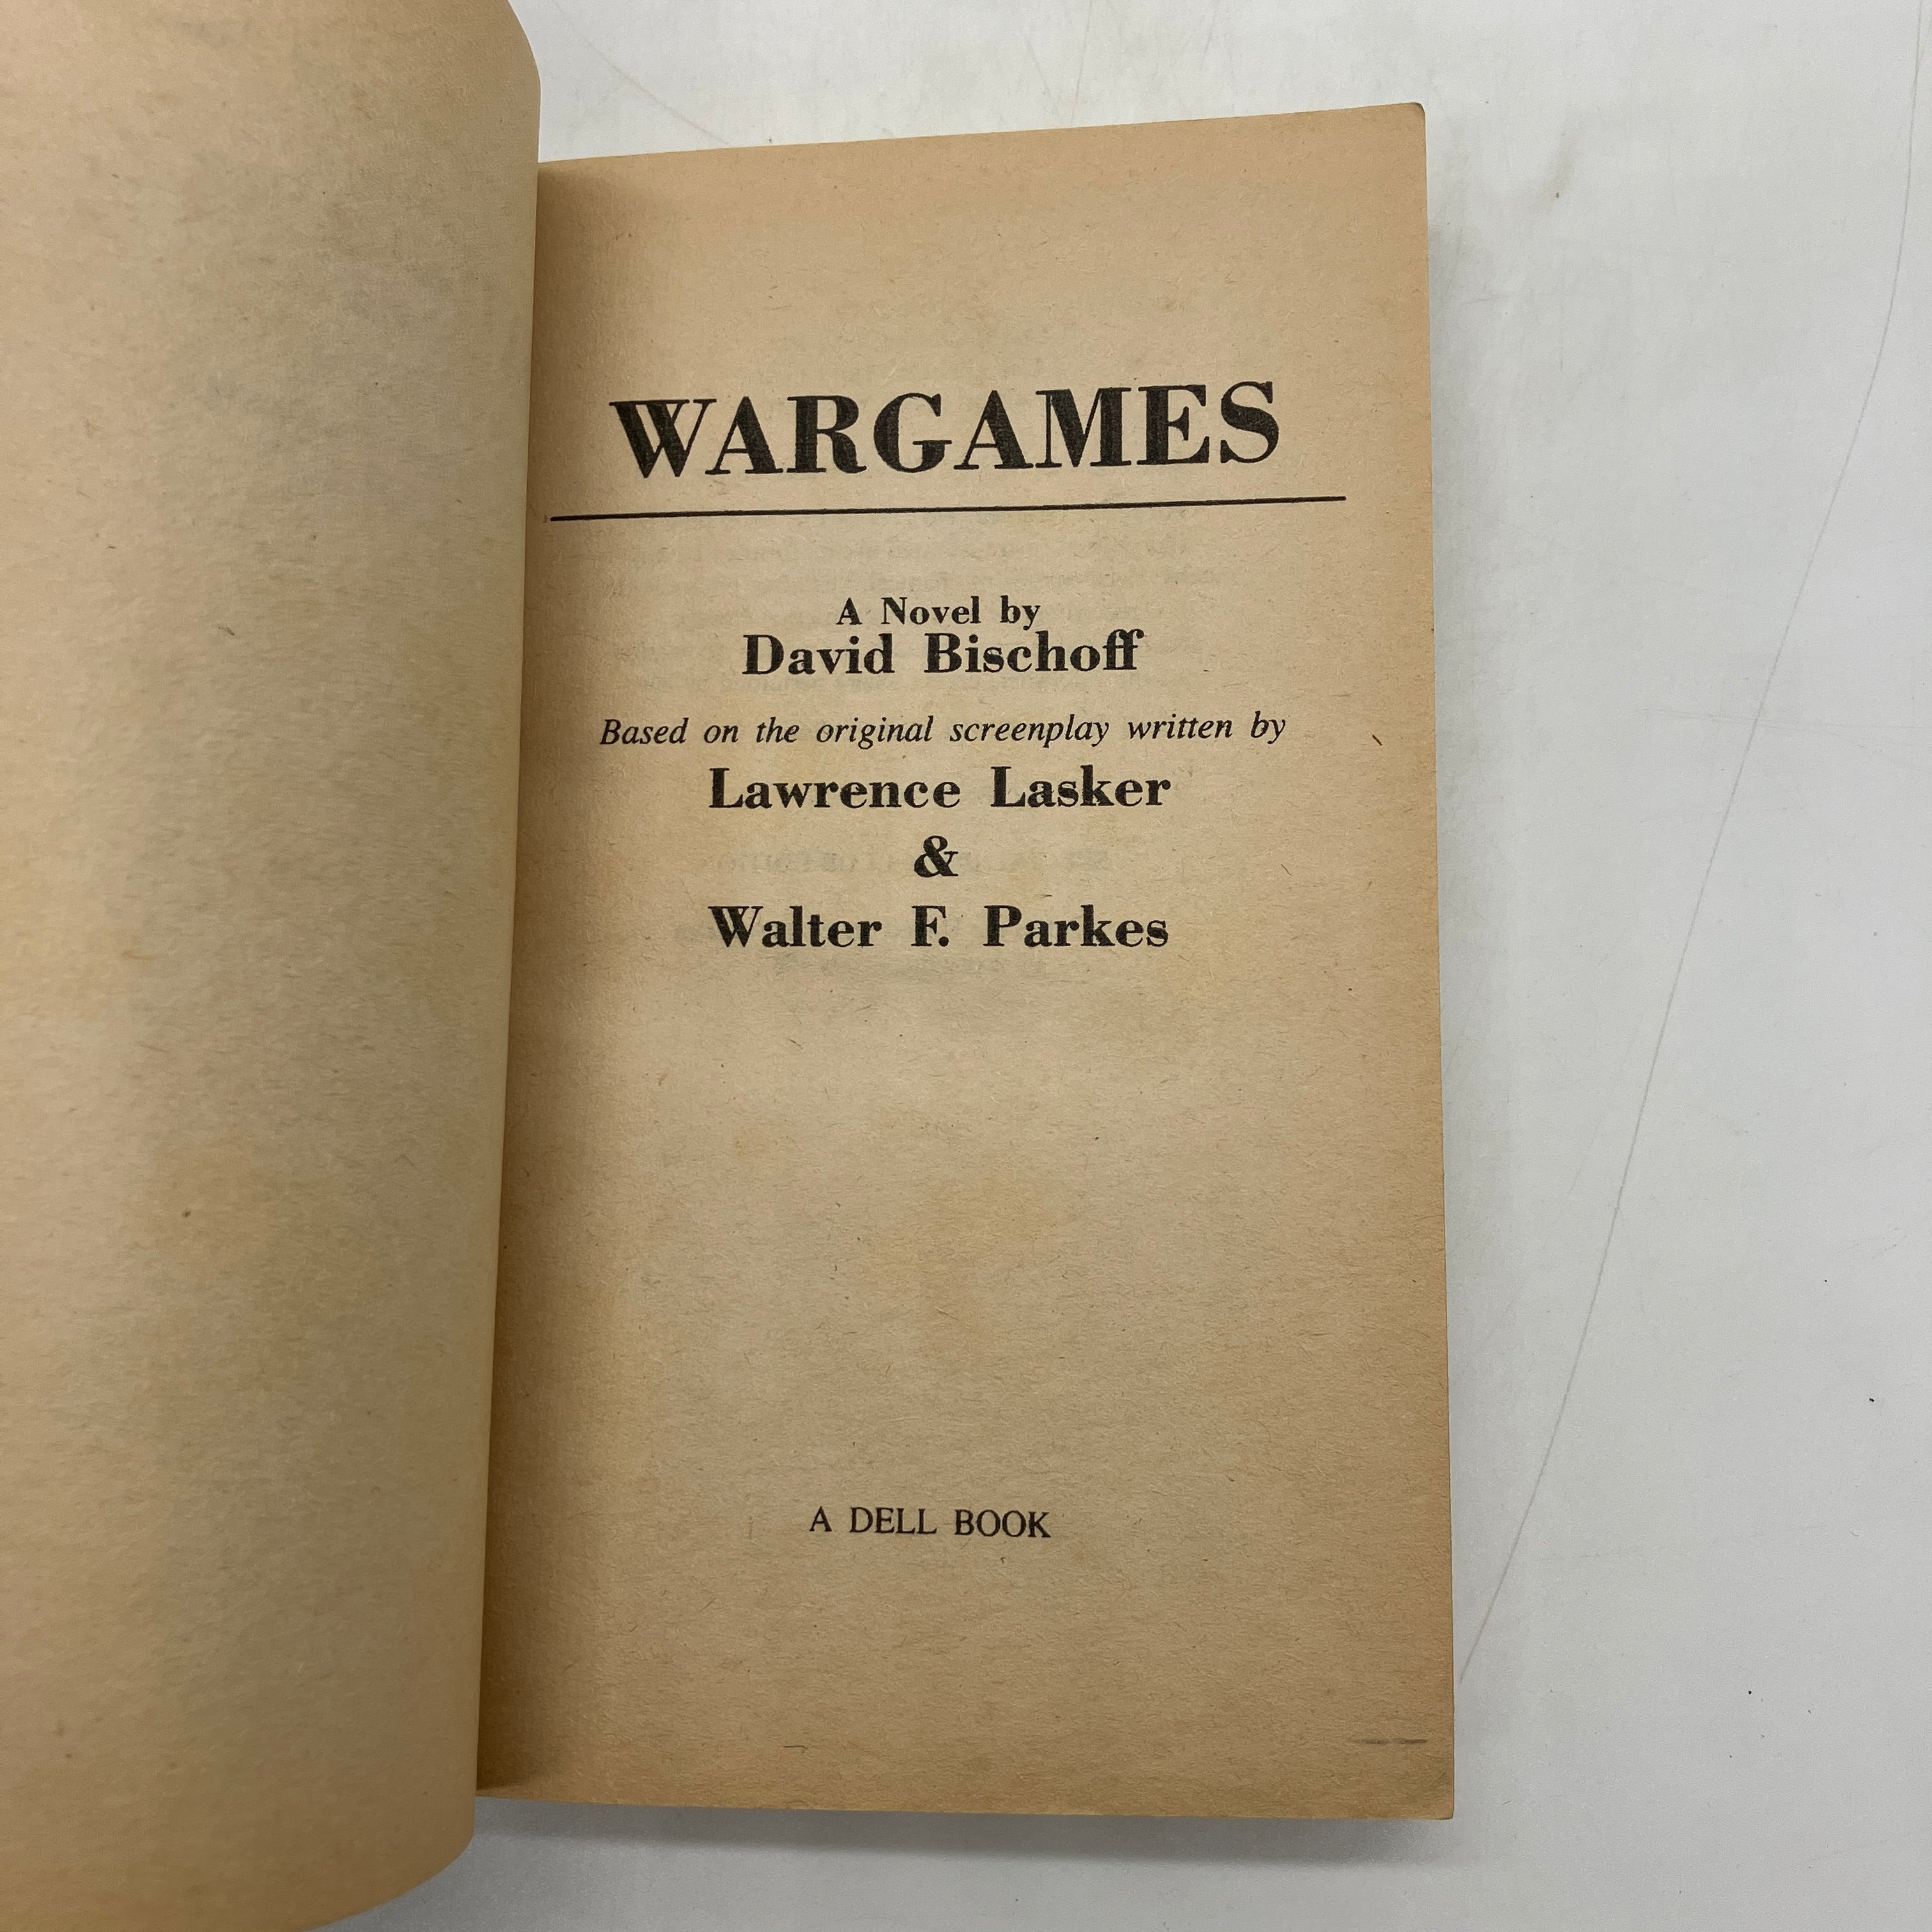 WARGAMES
A Novel by
David Bischoff
Based on the original screenplay written by
Lawrence Lasker
&
Walter F. Parkes
A DELL BOOK